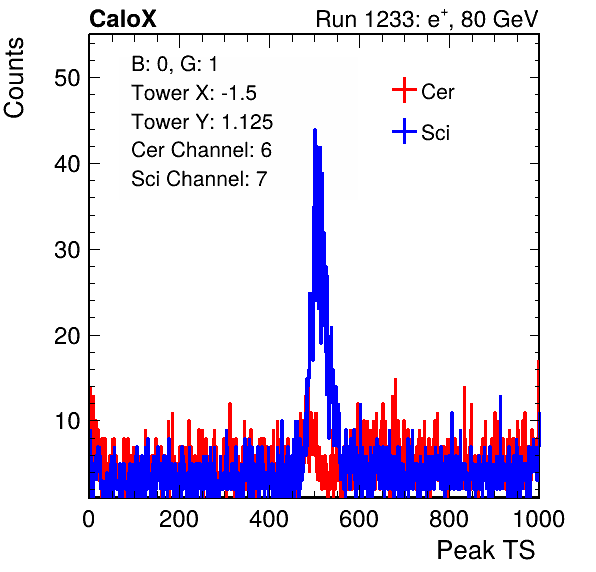 CaloX Run 1233: e⁺, 80 GeV
Counts
B: 0, G: 1
Tower X: -1.5
Tower Y: 1.125
Cer Channel: 6
Sci Channel: 7
Cer
Sci
50
40
30
20
10
0 200 400 600 800 1000
Peak TS